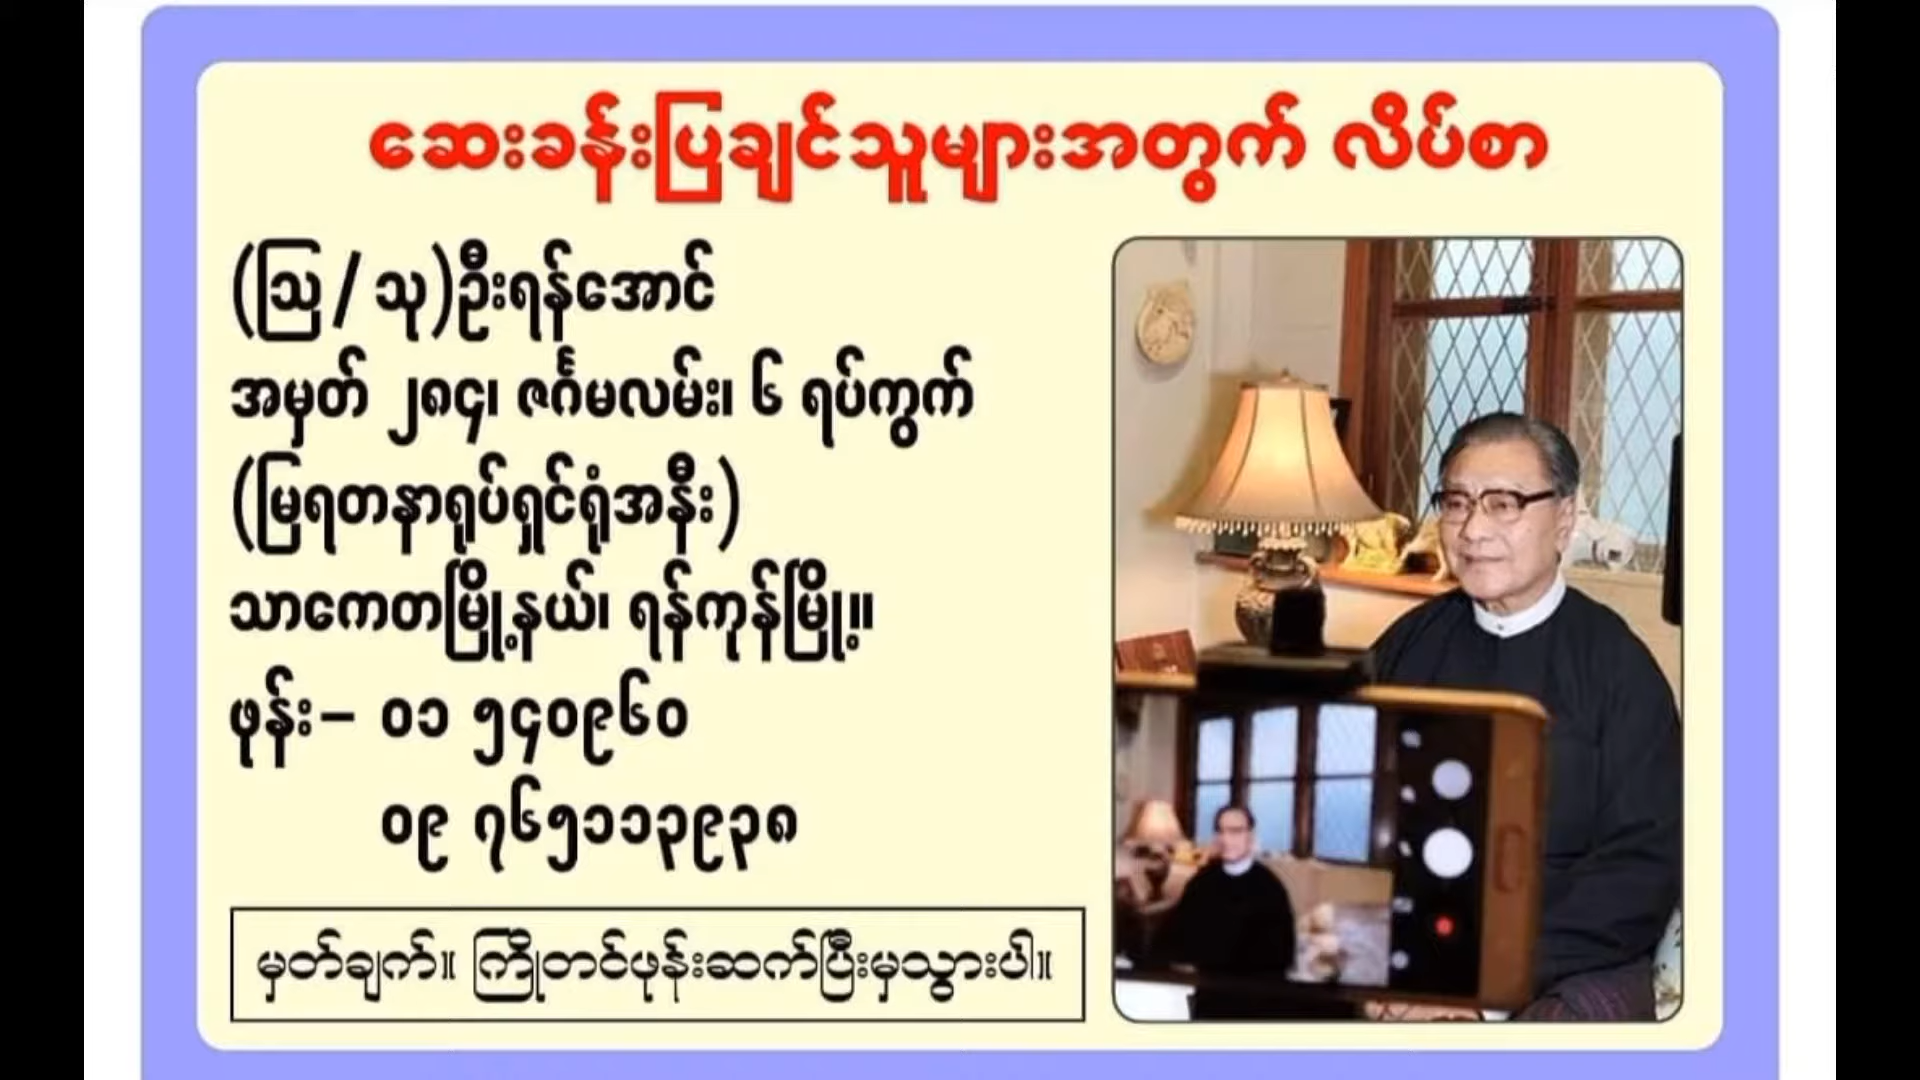 ဆေးခန်းပြချင်သူများအတွက် လိပ်စာ
(ဩ / သု)ဦးရန်အောင်
အမှတ် ၂၈၄၊ ဇင်္ဂမလမ်း၊ ၆ ရပ်ကွက်
(မြရတနာရုပ်ရှင်ရုံအနီး)
သာကေတမြို့နယ်၊ ရန်ကုန်မြို့။
ဖုန်း– ၀၁ ၅၄၀၉၆၀
၀၉ ၇၆၅၁၁၃၉၃၈
မှတ်ချက်။ ကြိုတင်ဖုန်းဆက်ပြီးမှသွားပါ။